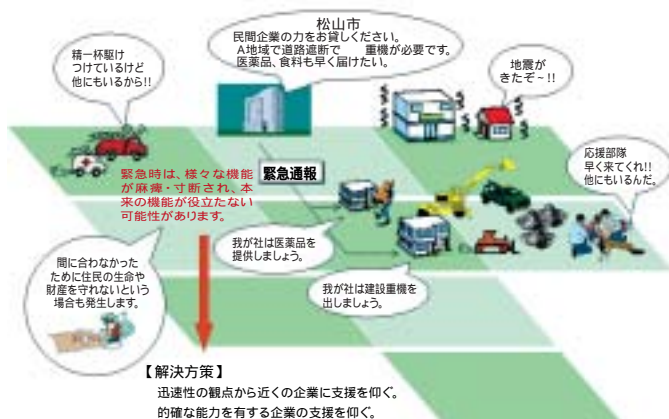 松山市
民間企業の力をお貸しください。
A地域で道路遮断で　　重機が必要です。
医薬品、食料も早く届けたい。
精一杯駆け
つけているけど
他にもいるから!!
地震が
きたぞ～!!
緊急時は、様々な機能
が麻痺・寸断され、本
来の機能が役立たない
可能性があります。
緊急通報
応援部隊
早く来てくれ!!
他にもいるんだ。
我が社は医薬品を
提供しましょう。
間に合わなかった
ために住民の生命や
財産を守れないという
場合も発生します。
我が社は建設重機を
出しましょう。
【解決方策】
迅速性の観点から近くの企業に支援を仰ぐ。
的確な能力を有する企業の支援を仰ぐ。